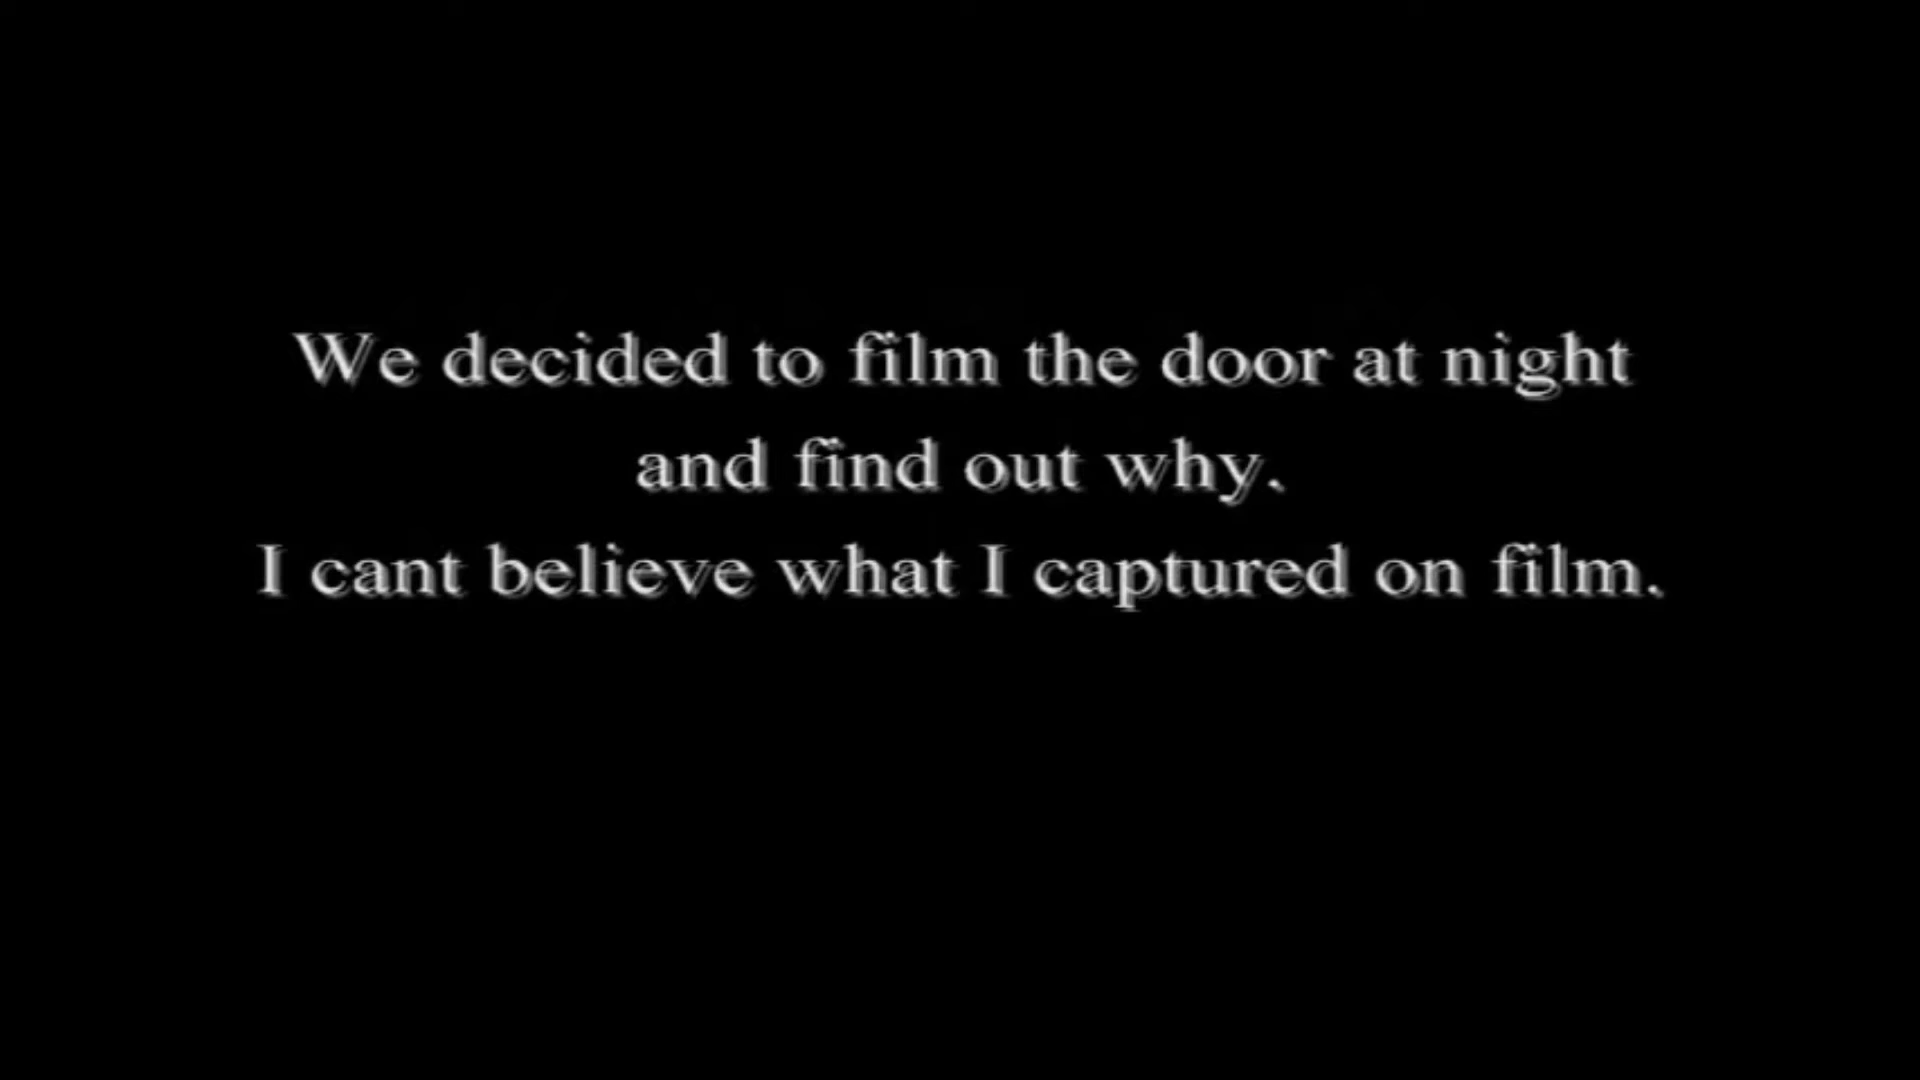 We decided to film the door at night
and find out why.
I cant believe what I captured on film.